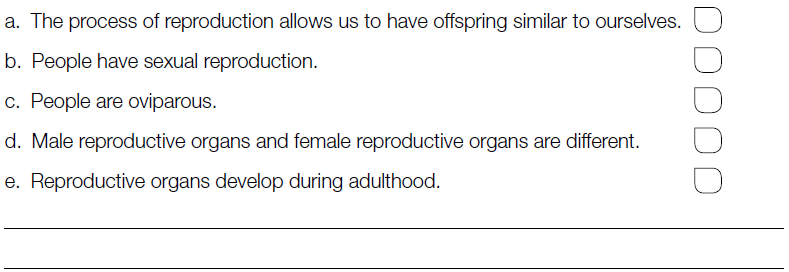 a. The process of reproduction allows us to have offspring similar to ourselves.
b. People have sexual reproduction.
c. People are oviparous.
d. Male reproductive organs and female reproductive organs are different.
e. Reproductive organs develop during adulthood.